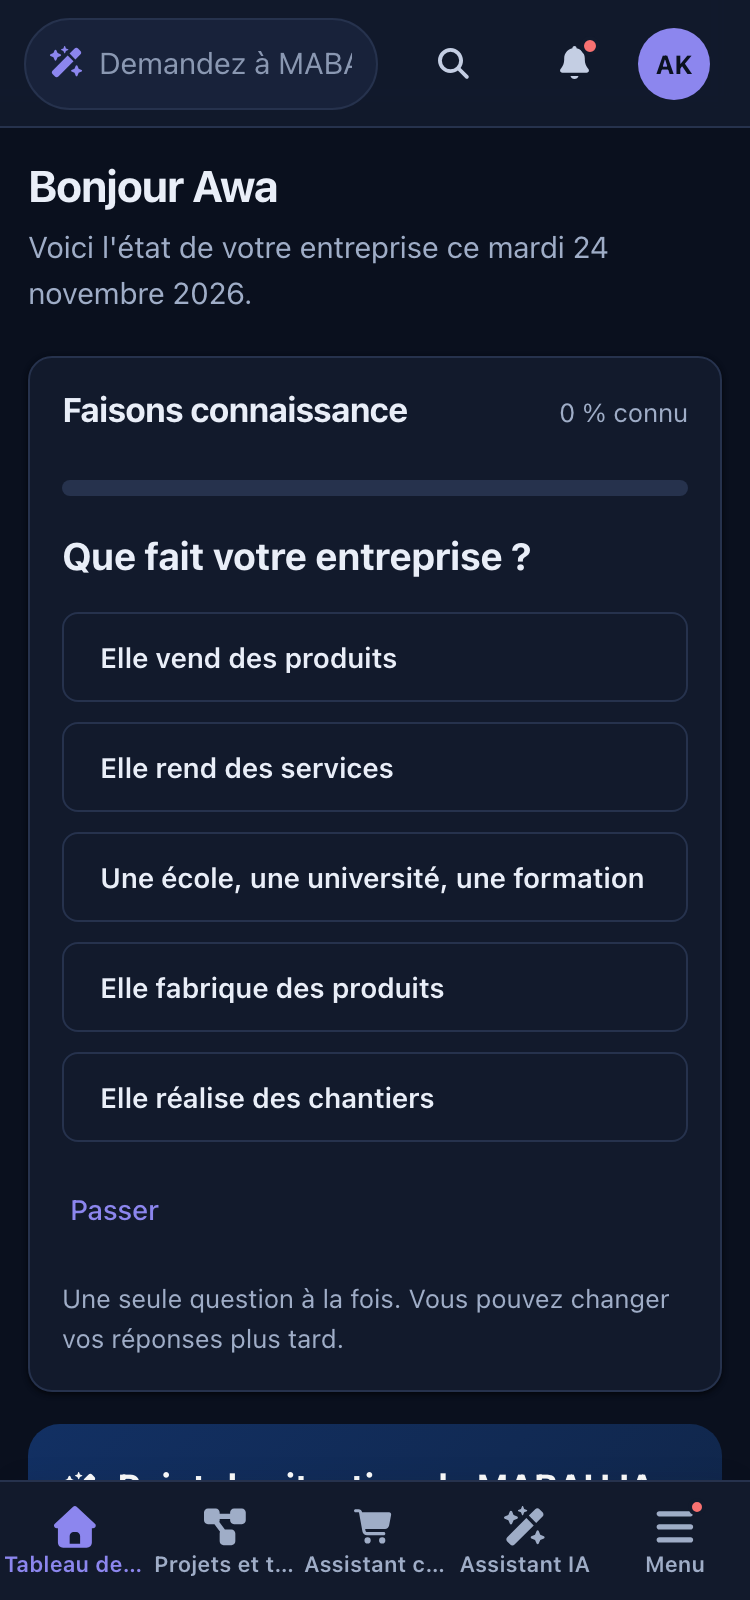 Demandez à MABA
AK
Bonjour Awa
Voici l'état de votre entreprise ce mardi 24
novembre 2026.
Faisons connaissance
0 % connu
Que fait votre entreprise ?
Elle vend des produits
Elle rend des services
Une école, une université, une formation
Elle fabrique des produits
Elle réalise des chantiers
Passer
Une seule question à la fois. Vous pouvez changer
vos réponses plus tard.
Tableau de...
Projets et t...
Assistant c...
Assistant IA
Menu